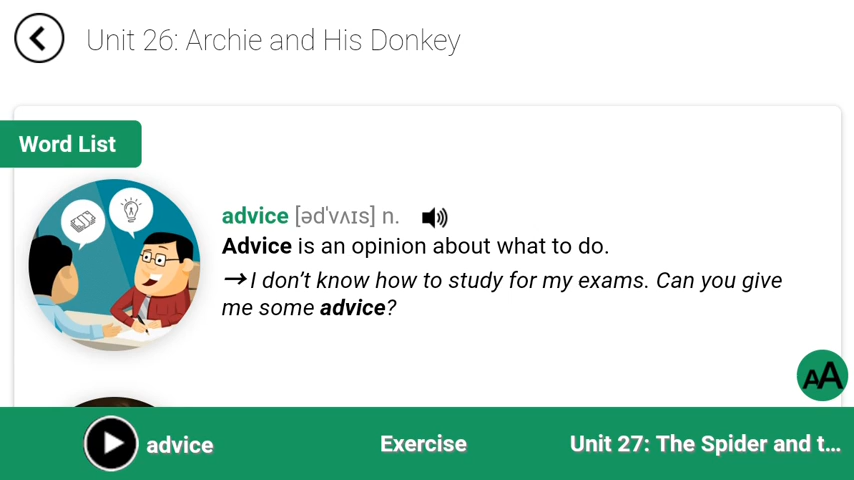 Unit 26: Archie and His Donkey
Word List
advice [ədˈvʌɪs] n.
Advice is an opinion about what to do.
→ I don’t know how to study for my exams. Can you give
me some advice?
AA
advice
Exercise
Unit 27: The Spider and t...